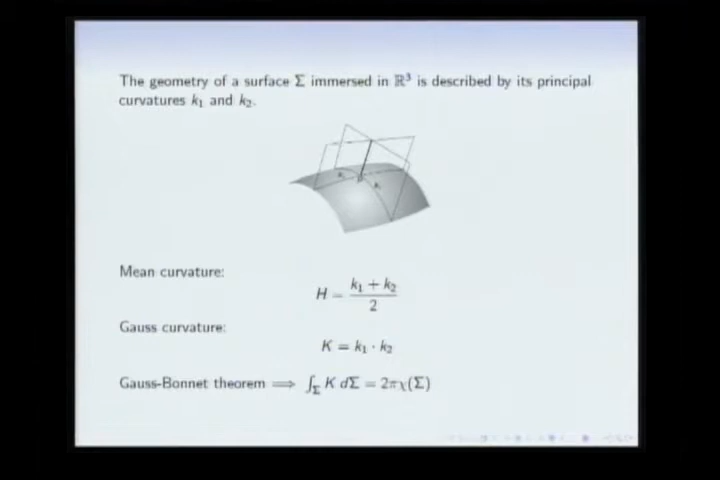 The geometry of a surface Σ immersed in ℝ³ is described by its principal
curvatures k₁ and k₂.
Mean curvature:
H = (k₁ + k₂) / 2
Gauss curvature:
K = k₁ · k₂
Gauss-Bonnet theorem ⟹ ∫_Σ K dΣ = 2πχ(Σ)